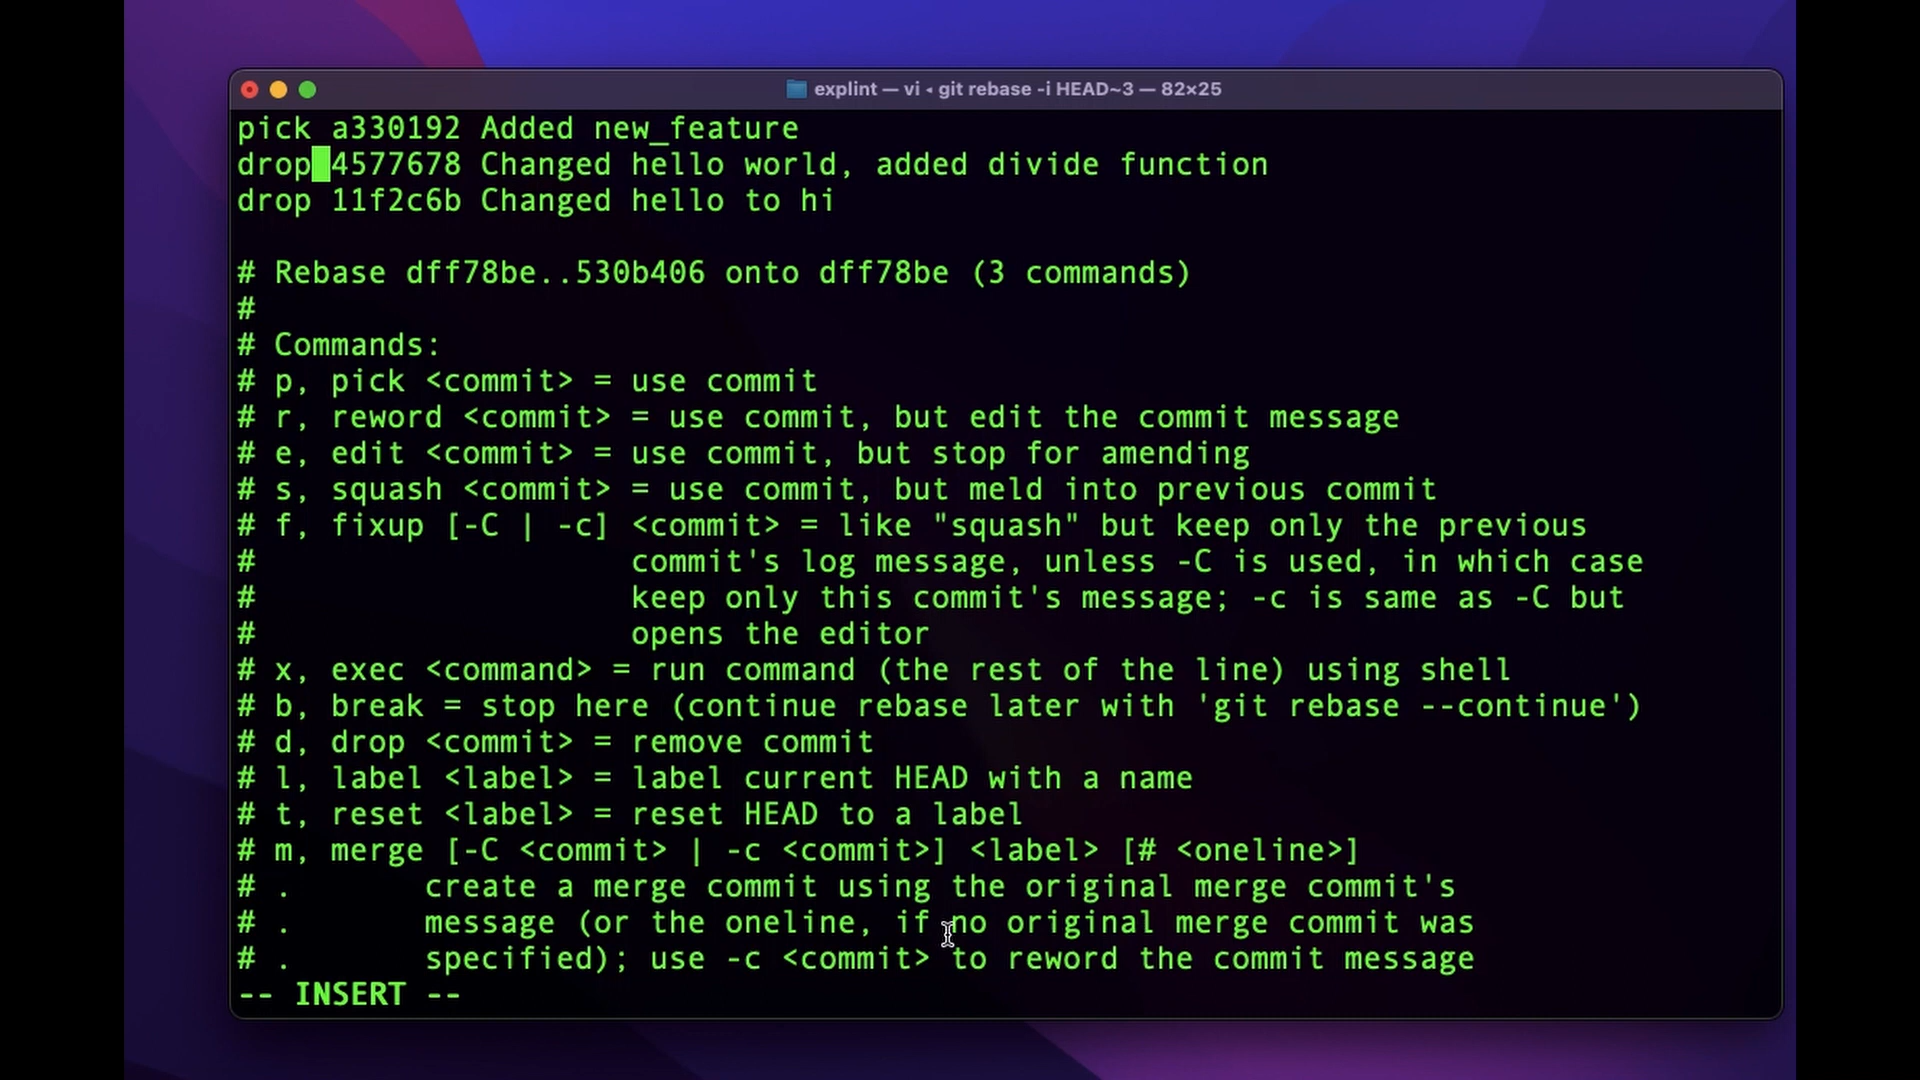 explint — vi ◂ git rebase -i HEAD~3 — 82×25
pick a330192 Added new_feature
drop 4577678 Changed hello world, added divide function
drop 11f2c6b Changed hello to hi
# Rebase dff78be..530b406 onto dff78be (3 commands)
#
# Commands:
# p, pick <commit> = use commit
# r, reword <commit> = use commit, but edit the commit message
# e, edit <commit> = use commit, but stop for amending
# s, squash <commit> = use commit, but meld into previous commit
# f, fixup [-C | -c] <commit> = like "squash" but keep only the previous
#                    commit's log message, unless -C is used, in which case
#                    keep only this commit's message; -c is same as -C but
#                    opens the editor
# x, exec <command> = run command (the rest of the line) using shell
# b, break = stop here (continue rebase later with 'git rebase --continue')
# d, drop <commit> = remove commit
# l, label <label> = label current HEAD with a name
# t, reset <label> = reset HEAD to a label
# m, merge [-C <commit> | -c <commit>] <label> [# <oneline>]
# .       create a merge commit using the original merge commit's
# .       message (or the oneline, if no original merge commit was
# .       specified); use -c <commit> to reword the commit message
-- INSERT --